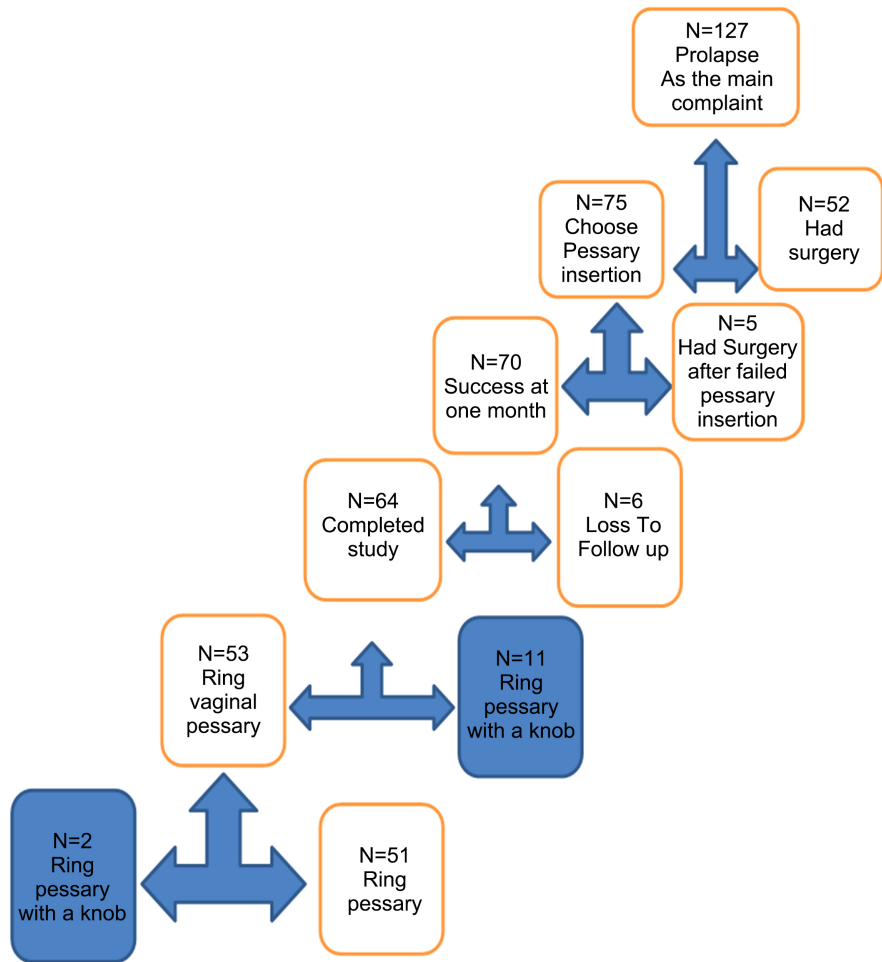 N=127
Prolapse
As the main
complaint
N=75
Choose
Pessary
insertion
N=52
Had
surgery
N=70
Success at
one month
N=5
Had Surgery
after failed
pessary
insertion
N=64
Completed
study
N=6
Loss To
Follow up
N=53
Ring
vaginal
pessary
N=11
Ring
pessary
with a knob
N=2
Ring
pessary
with a knob
N=51
Ring
pessary